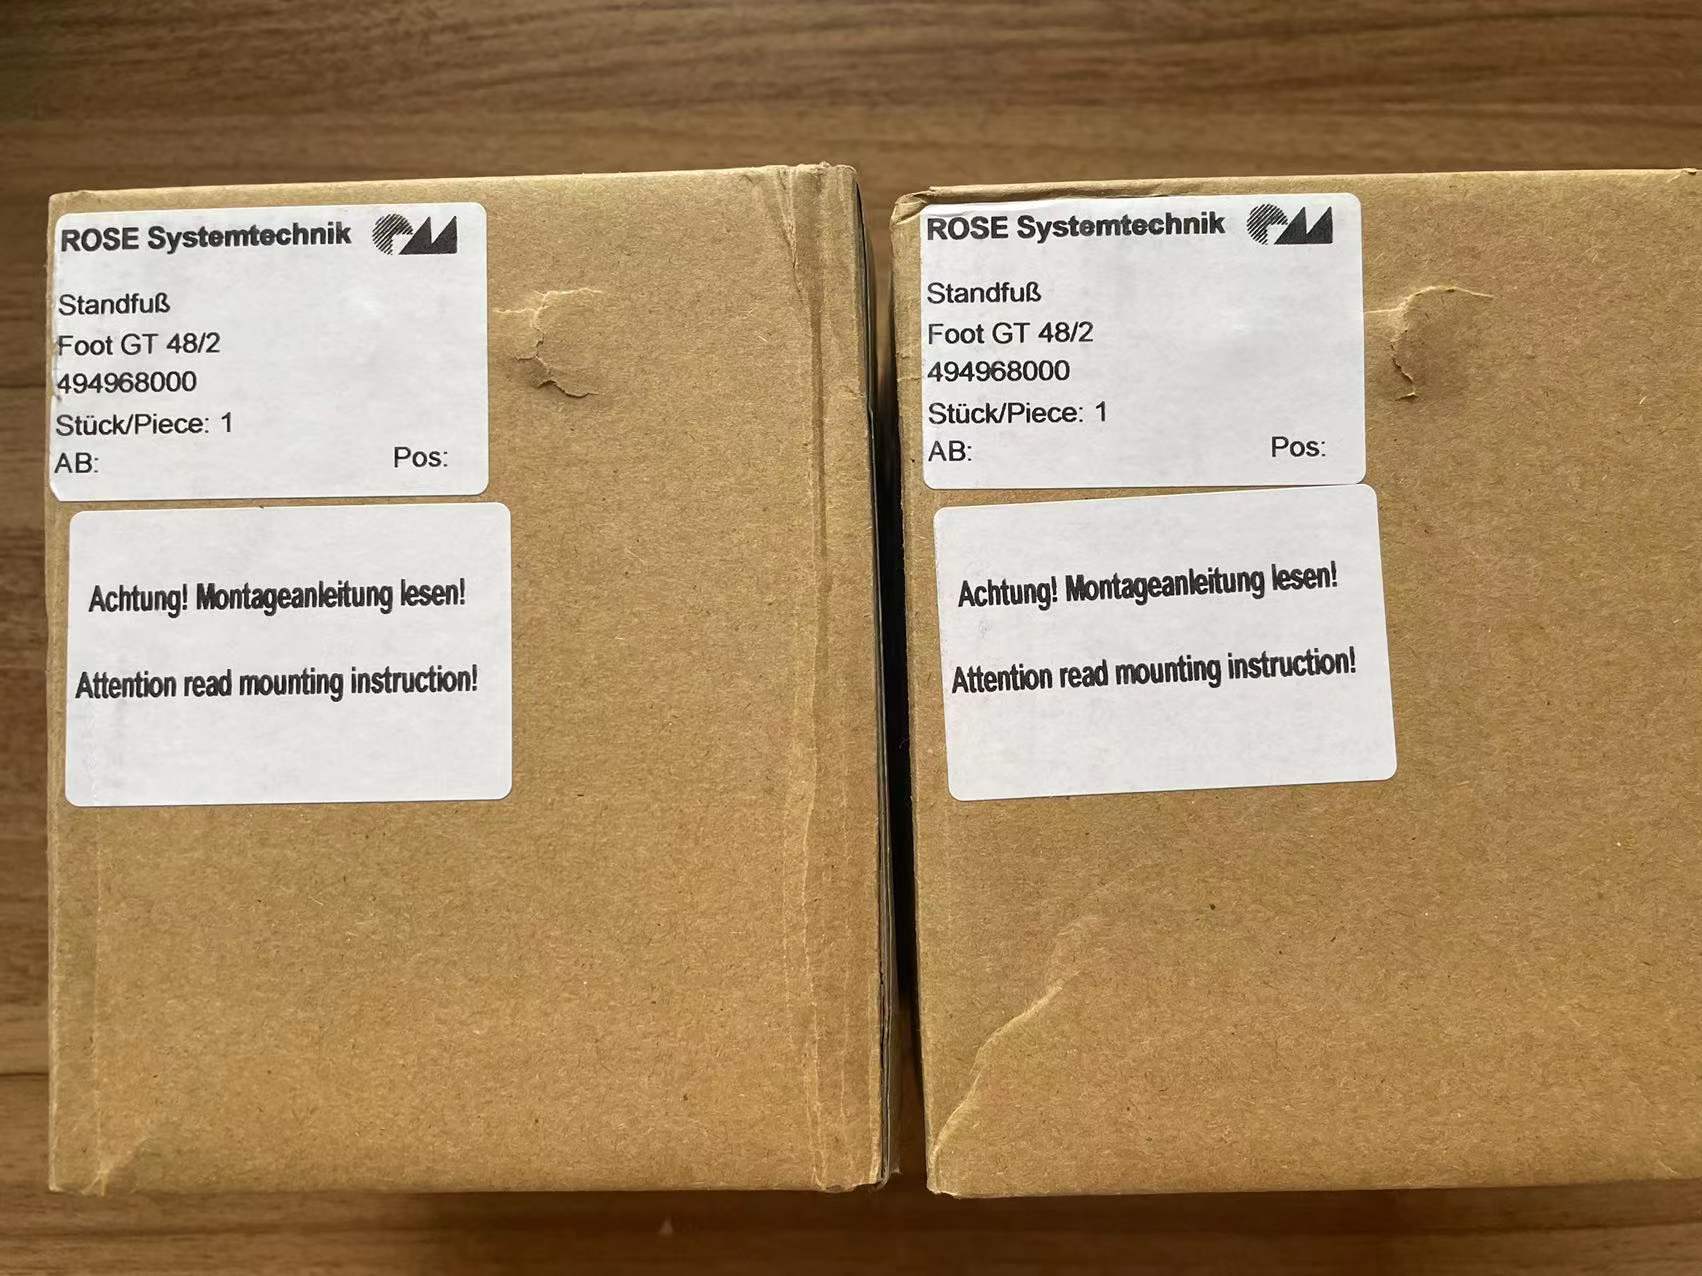 ROSE Systemtechnik
Standfuß
Foot GT 48/2
494968000
Stück/Piece: 1
AB: Pos:
Achtung! Montageanleitung lesen!
Attention read mounting instruction!
ROSE Systemtechnik
Standfuß
Foot GT 48/2
494968000
Stück/Piece: 1
AB: Pos:
Achtung! Montageanleitung lesen!
Attention read mounting instruction!